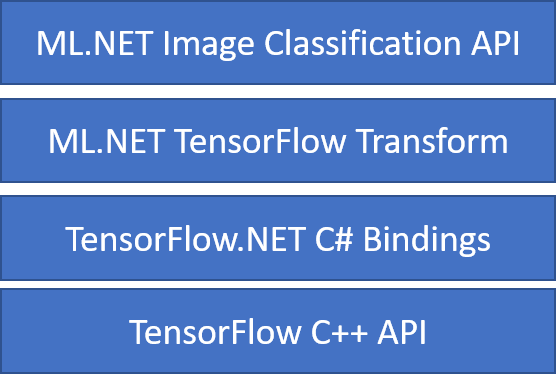 ML.NET Image Classification API
ML.NET TensorFlow Transform
TensorFlow.NET C# Bindings
TensorFlow C++ API